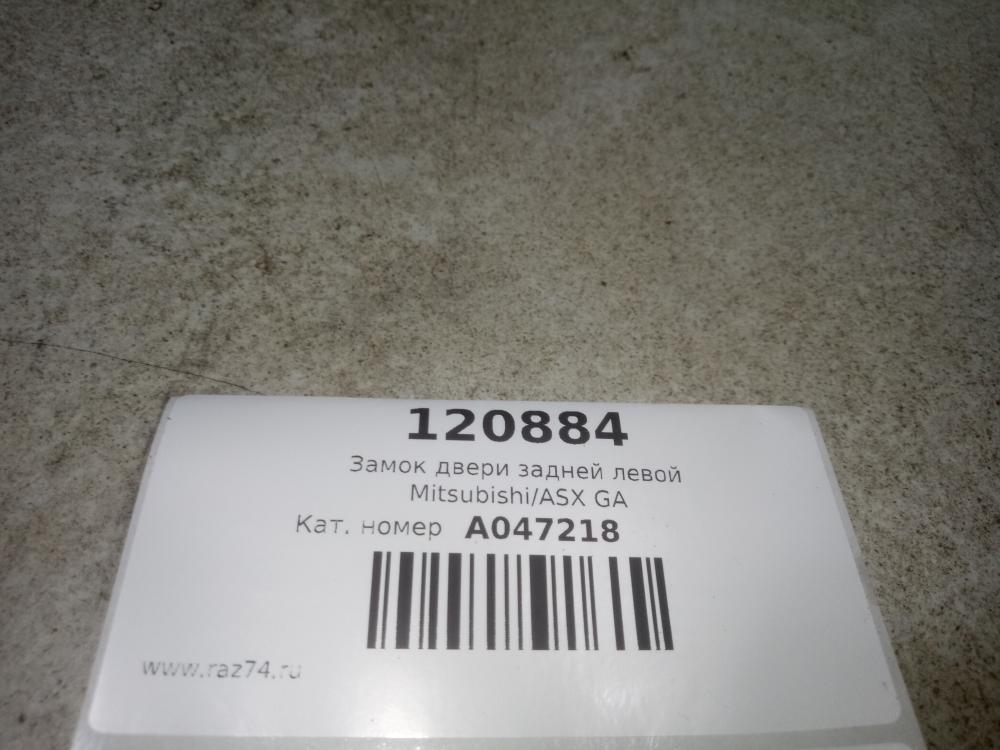 120884
Замок двери задней левой
Mitsubishi/ASX GA
Кат. номер A047218
www.raz74.ru